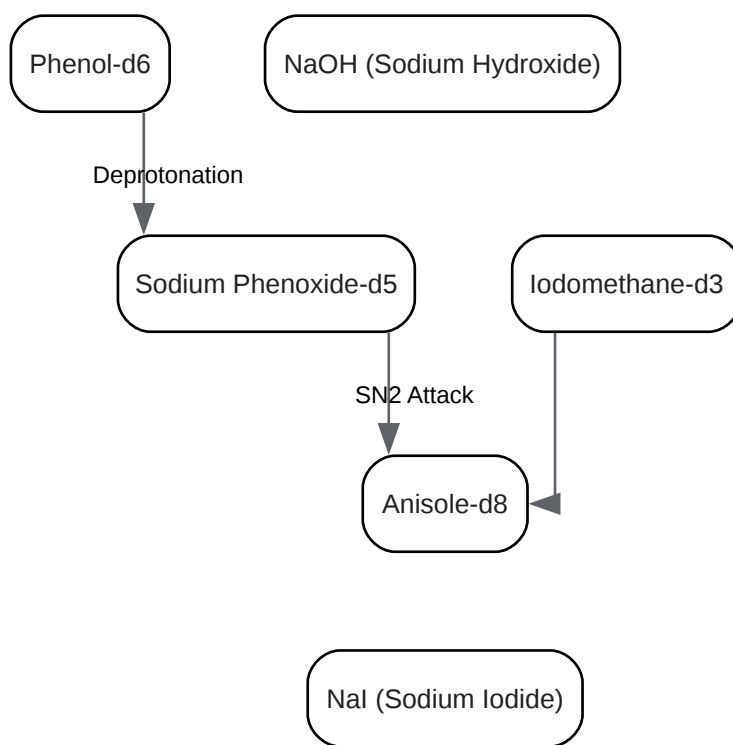 Phenol-d6
NaOH (Sodium Hydroxide)
Deprotonation
Sodium Phenoxide-d5
Iodomethane-d3
SN2 Attack
Anisole-d8
NaI (Sodium Iodide)